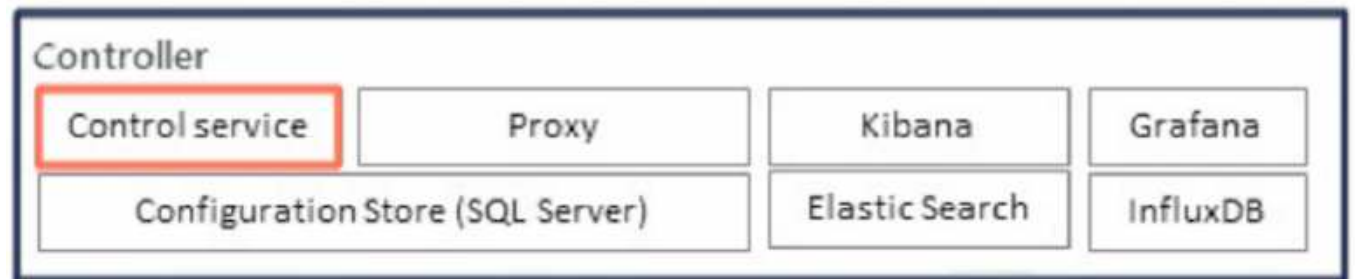 Controller
Control service Proxy Kibana Grafana
Configuration Store (SQL Server) Elastic Search InfluxDB